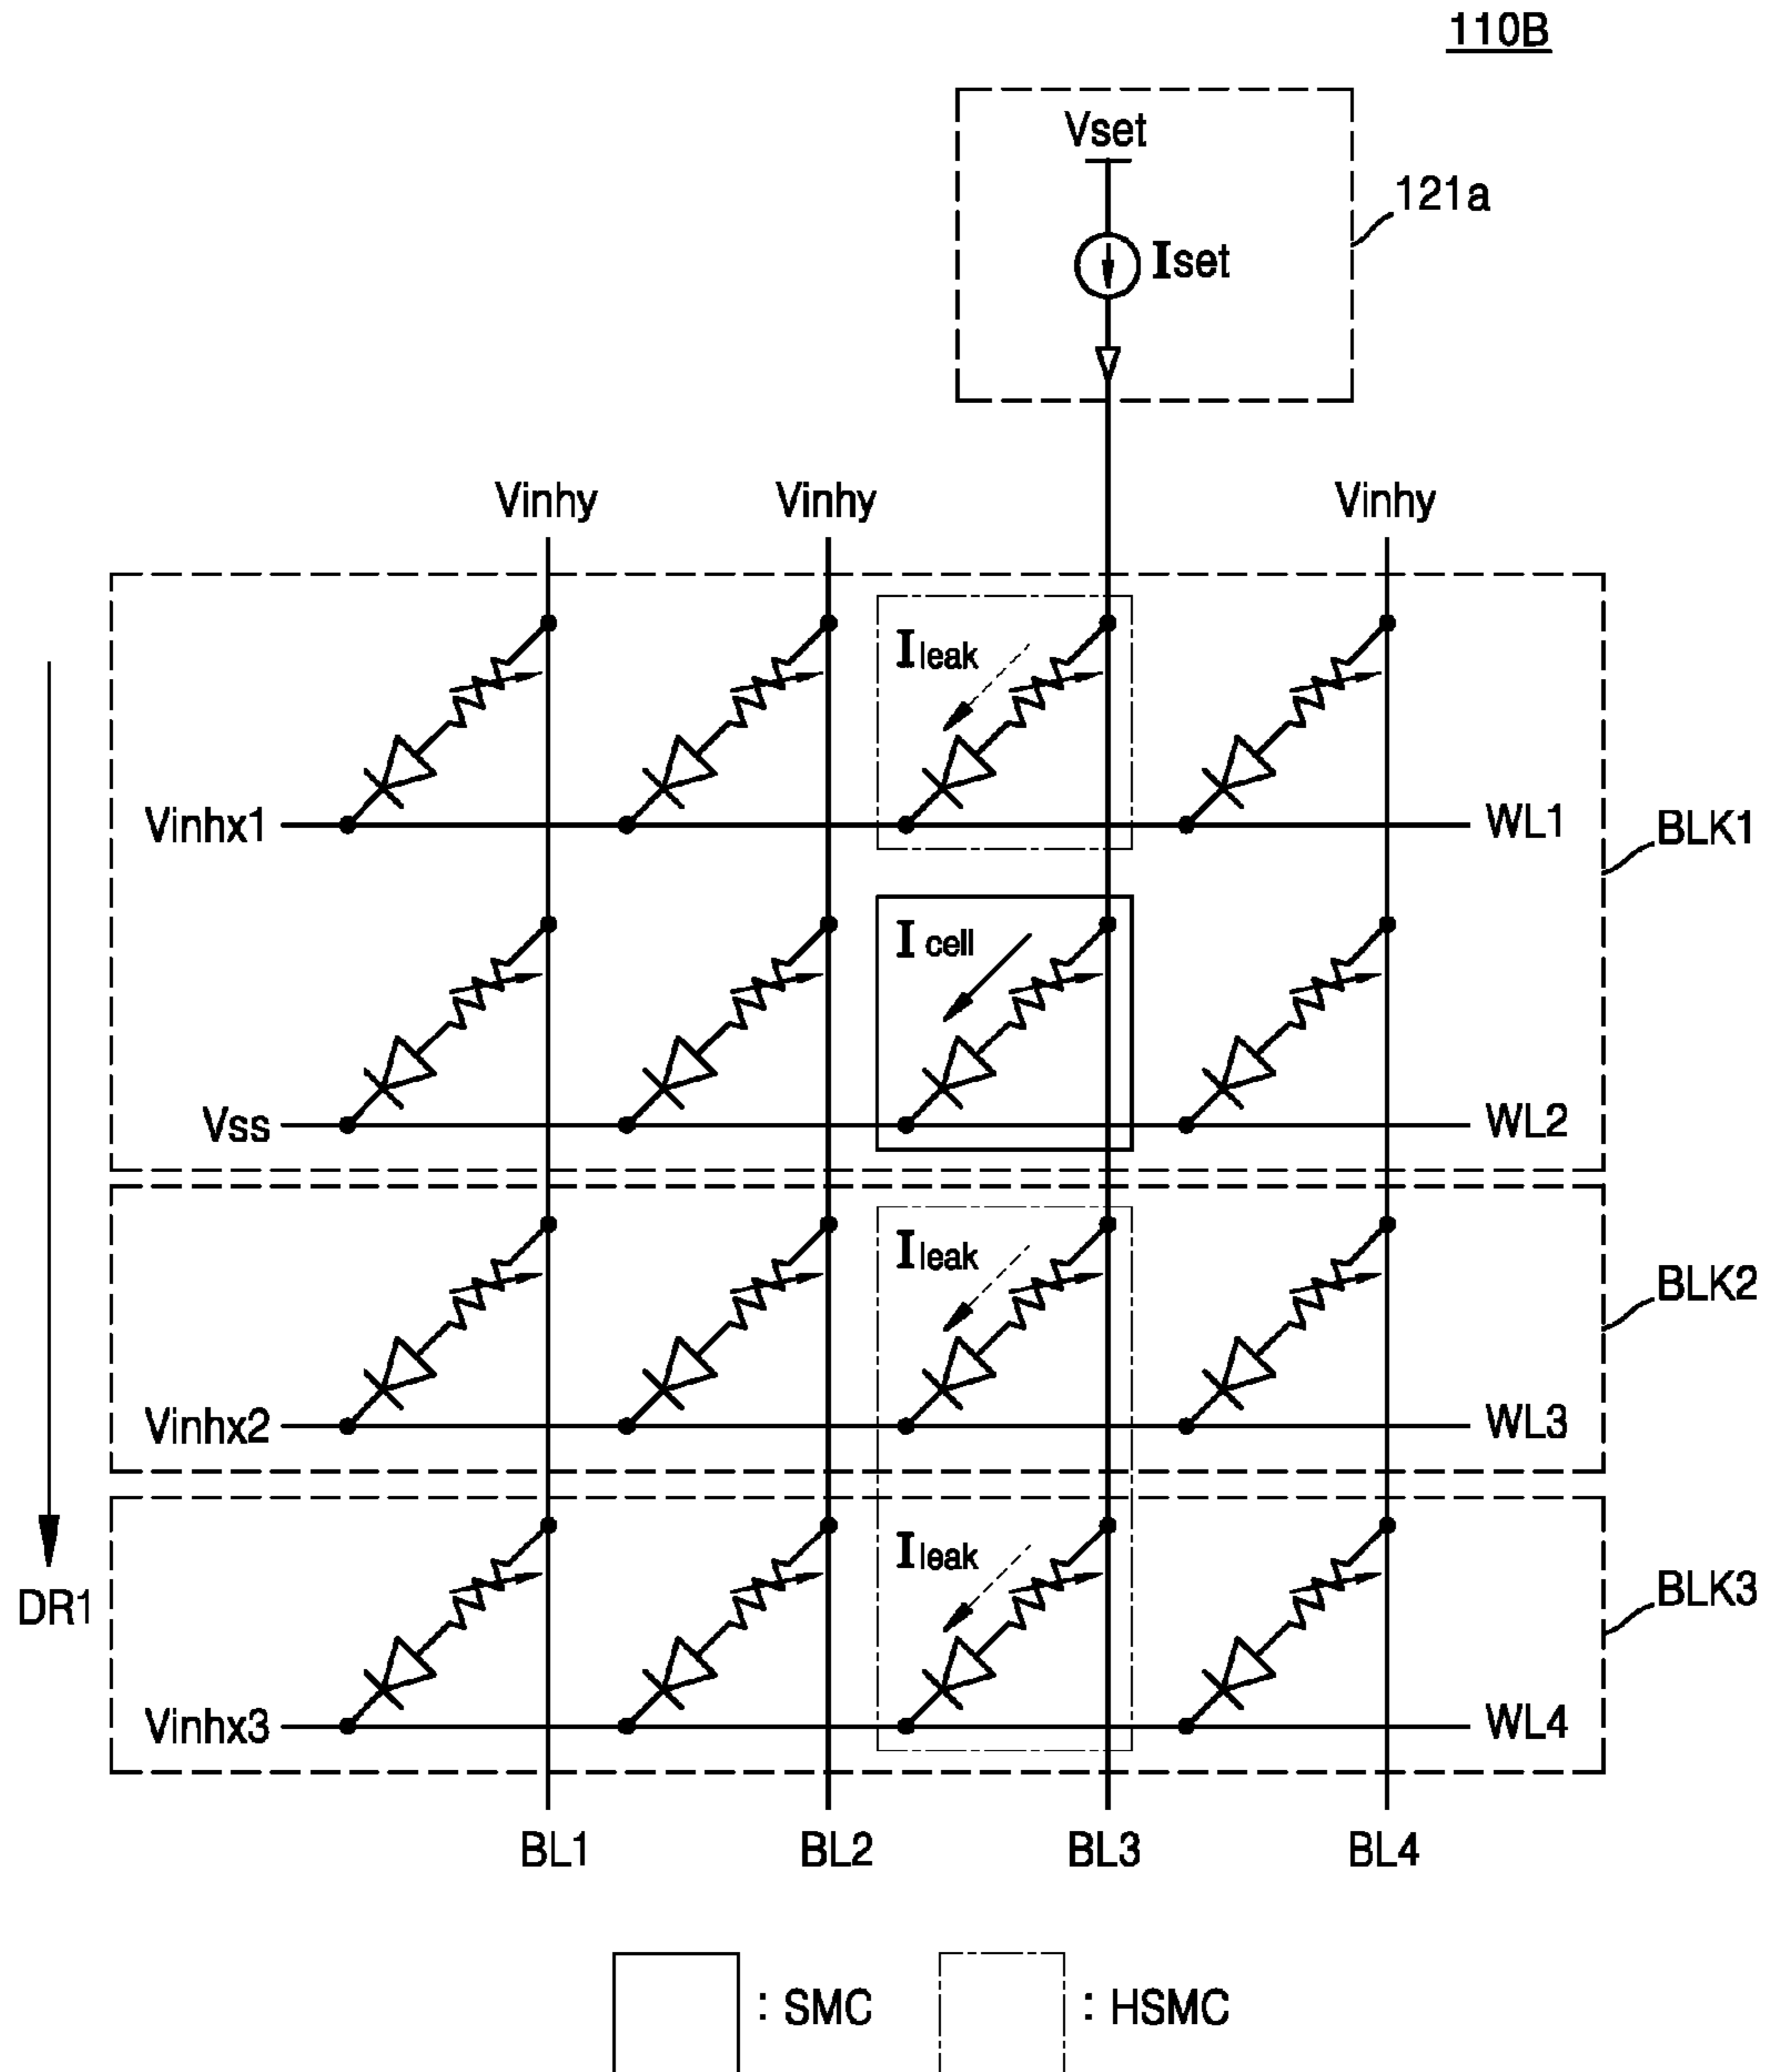 110B
Vset
121a
Iset
Vinhy Vinhy Vinhy
Ileak
Vinhx1 WL1 BLK1
Icell
Vss WL2
Ileak
BLK2
Vinhx2 WL3
Ileak
DR1 BLK3
Vinhx3 WL4
BL1 BL2 BL3 BL4
: SMC : HSMC